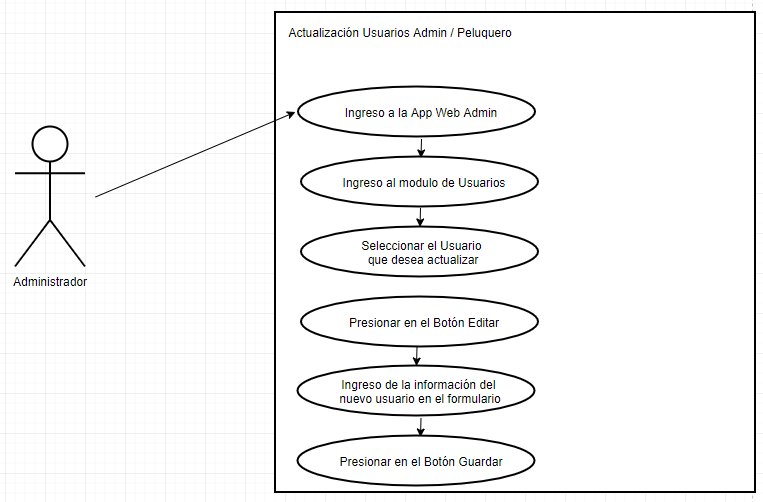 Actualización Usuarios Admin / Peluquero
Ingreso a la App Web Admin
Ingreso al modulo de Usuarios
Seleccionar el Usuario
que desea actualizar
Administrador
Presionar en el Botón Editar
Ingreso de la información del
nuevo usuario en el formulario
Presionar en el Botón Guardar